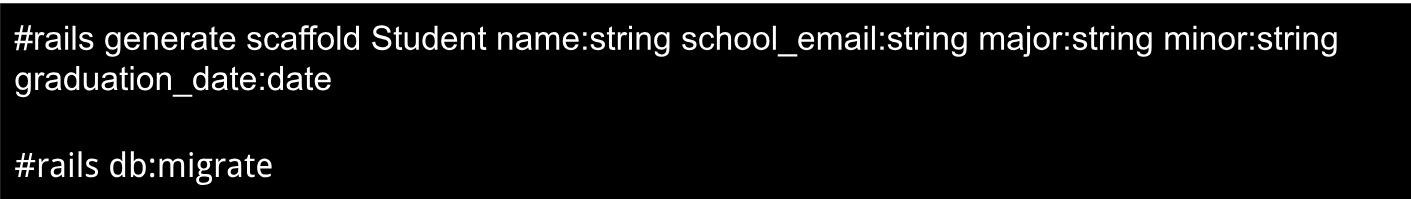 #rails generate scaffold Student name:string school_email:string major:string minor:string
graduation_date:date
#rails db:migrate